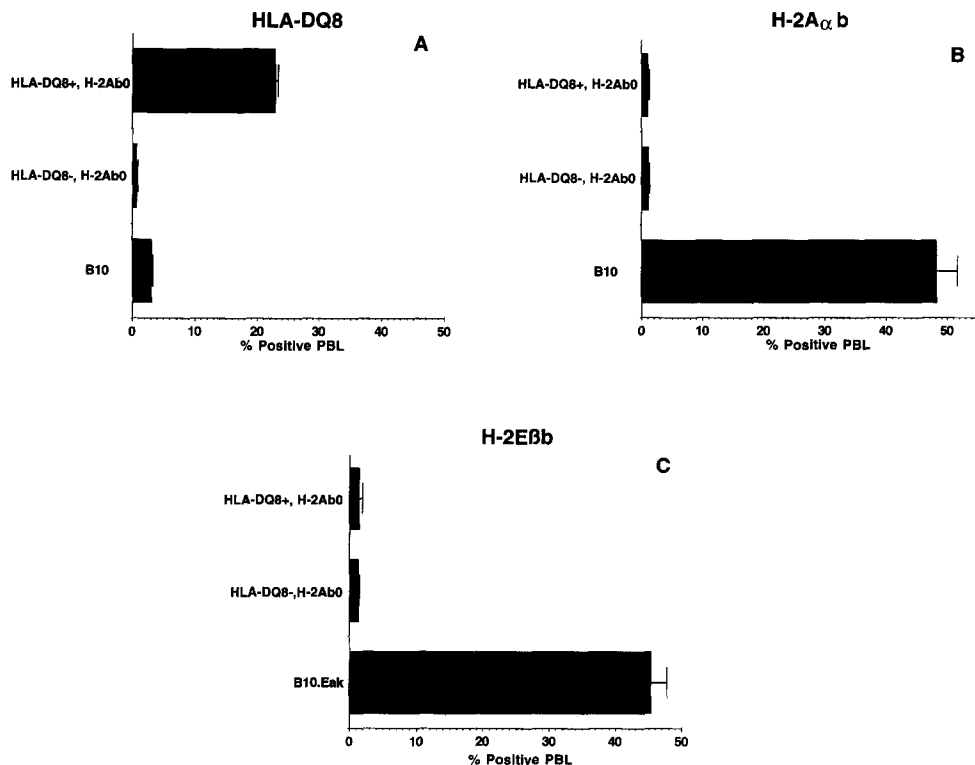 HLA-DQ8
A
HLA-DQ8+, H-2Ab0
HLA-DQ8-, H-2Ab0
B10
0 10 20 30 40 50
% Positive PBL
H-2Aα b
B
HLA-DQ8+, H-2Ab0
HLA-DQ8-, H-2Ab0
B10
0 10 20 30 40 50
% Positive PBL
H-2Eβb
C
HLA-DQ8+, H-2Ab0
HLA-DQ8-,H-2Ab0
B10.Eak
0 10 20 30 40 50
% Positive PBL